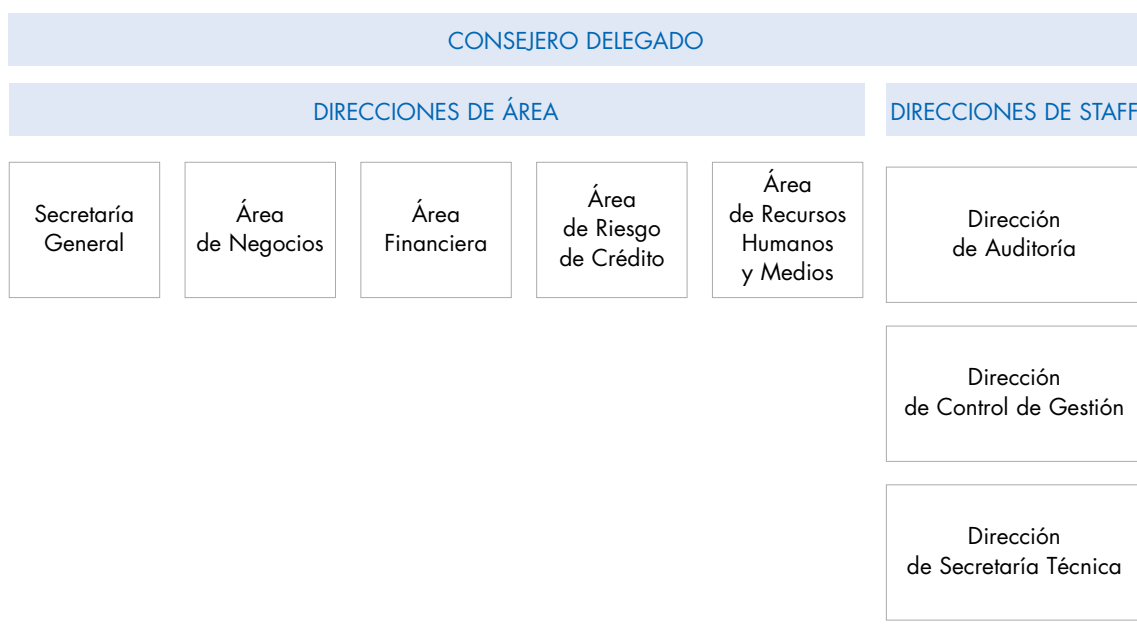 CONSEJERO DELEGADO
DIRECCIONES DE ÁREA
DIRECCIONES DE STAFF
Secretaría
General
Área
de Negocios
Área
Financiera
Área
de Riesgo
de Crédito
Área
de Recursos
Humanos
y Medios
Dirección
de Auditoría
Dirección
de Control de Gestión
Dirección
de Secretaría Técnica